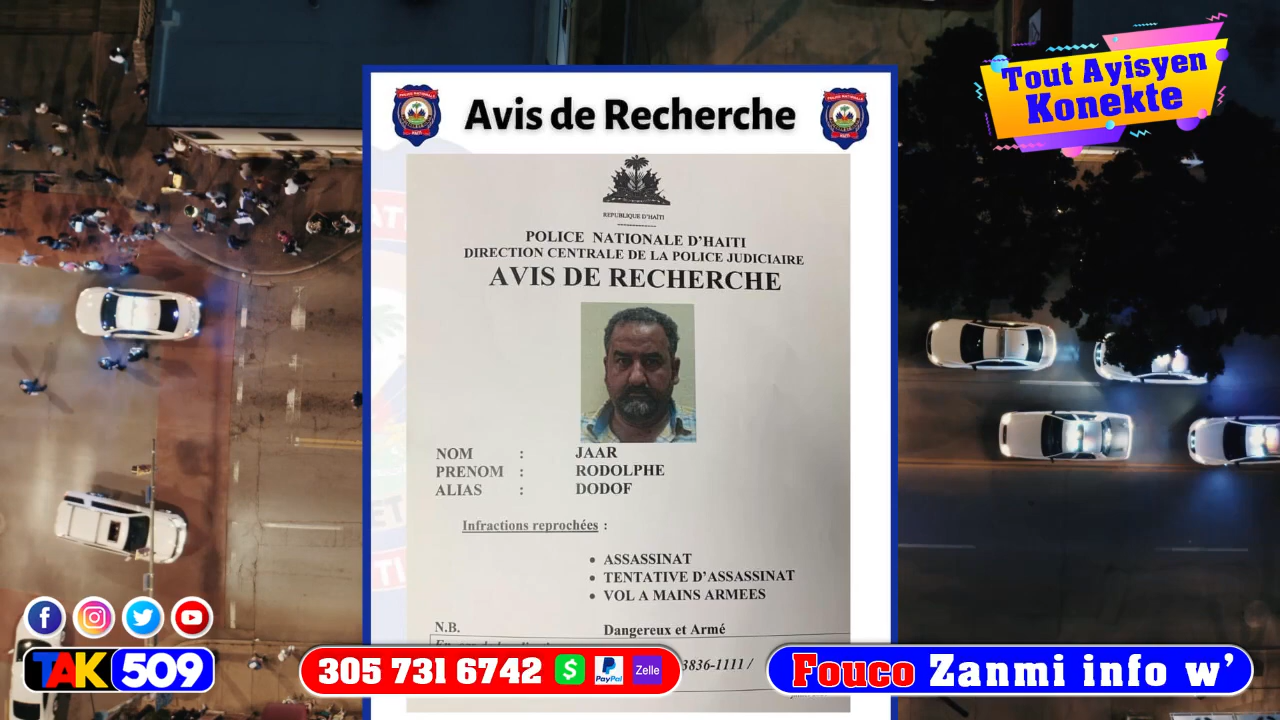 Avis de Recherche
Tout Ayisyen
Konekte
REPUBLIQUE D'HAITI
POLICE NATIONALE D'HAITI
DIRECTION CENTRALE DE LA POLICE JUDICIAIRE
AVIS DE RECHERCHE
NOM : JAAR
PRENOM : RODOLPHE
ALIAS : DODOF
Infractions reprochées :
• ASSASSINAT
• TENTATIVE D'ASSASSINAT
• VOL A MAINS ARMEES
N.B. Dangereux et Armé
3836-1111 /
TAK 509
305 731 6742
$
PayPal
Zelle
Fouco Zanmi info w'